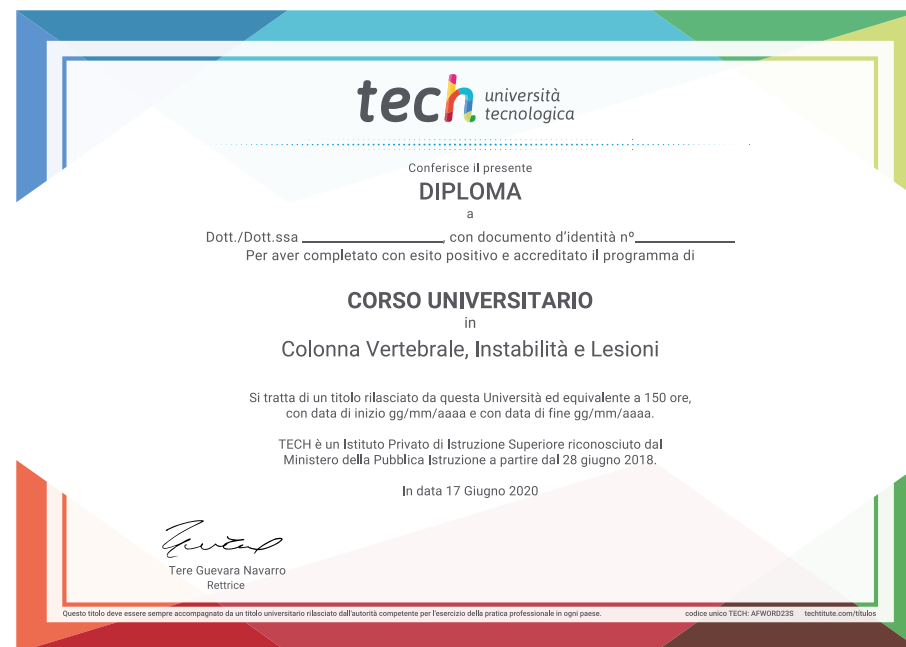 tech università
tecnologica
Conferisce il presente
DIPLOMA
a
Dott./Dott.ssa ____________, con documento d'identità nº____________
Per aver completato con esito positivo e accreditato il programma di
CORSO UNIVERSITARIO
in
Colonna Vertebrale, Instabilità e Lesioni
Si tratta di un titolo rilasciato da questa Università ed equivalente a 150 ore,
con data di inizio gg/mm/aaaa e con data di fine gg/mm/aaaa.
TECH è un Istituto Privato di Istruzione Superiore riconosciuto dal
Ministero della Pubblica Istruzione a partire dal 28 giugno 2018.
In data 17 Giugno 2020
Tere Guevara Navarro
Rettrice
Questo titolo deve essere sempre accompagnato da un titolo universitario rilasciato dall'autorità competente per l'esercizio della pratica professionale in ogni paese. codice unico TECH: AFWORD23S techtitute.com/títulos